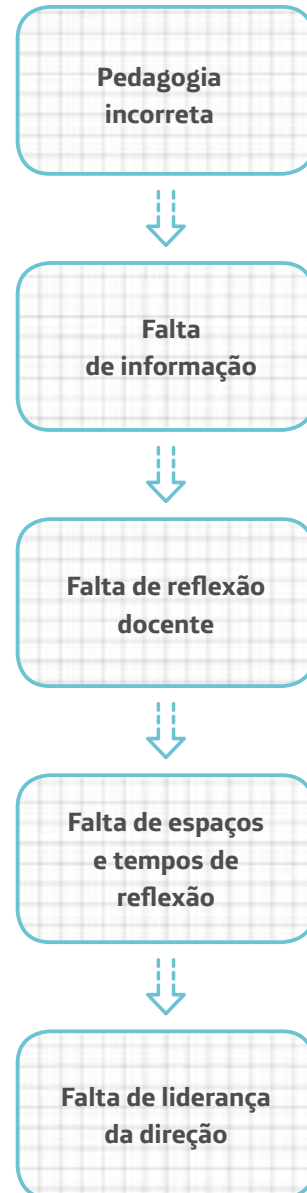 Pedagogia
incorreta
Falta
de informação
Falta de reflexão
docente
Falta de espaços
e tempos de
reflexão
Falta de liderança
da direção